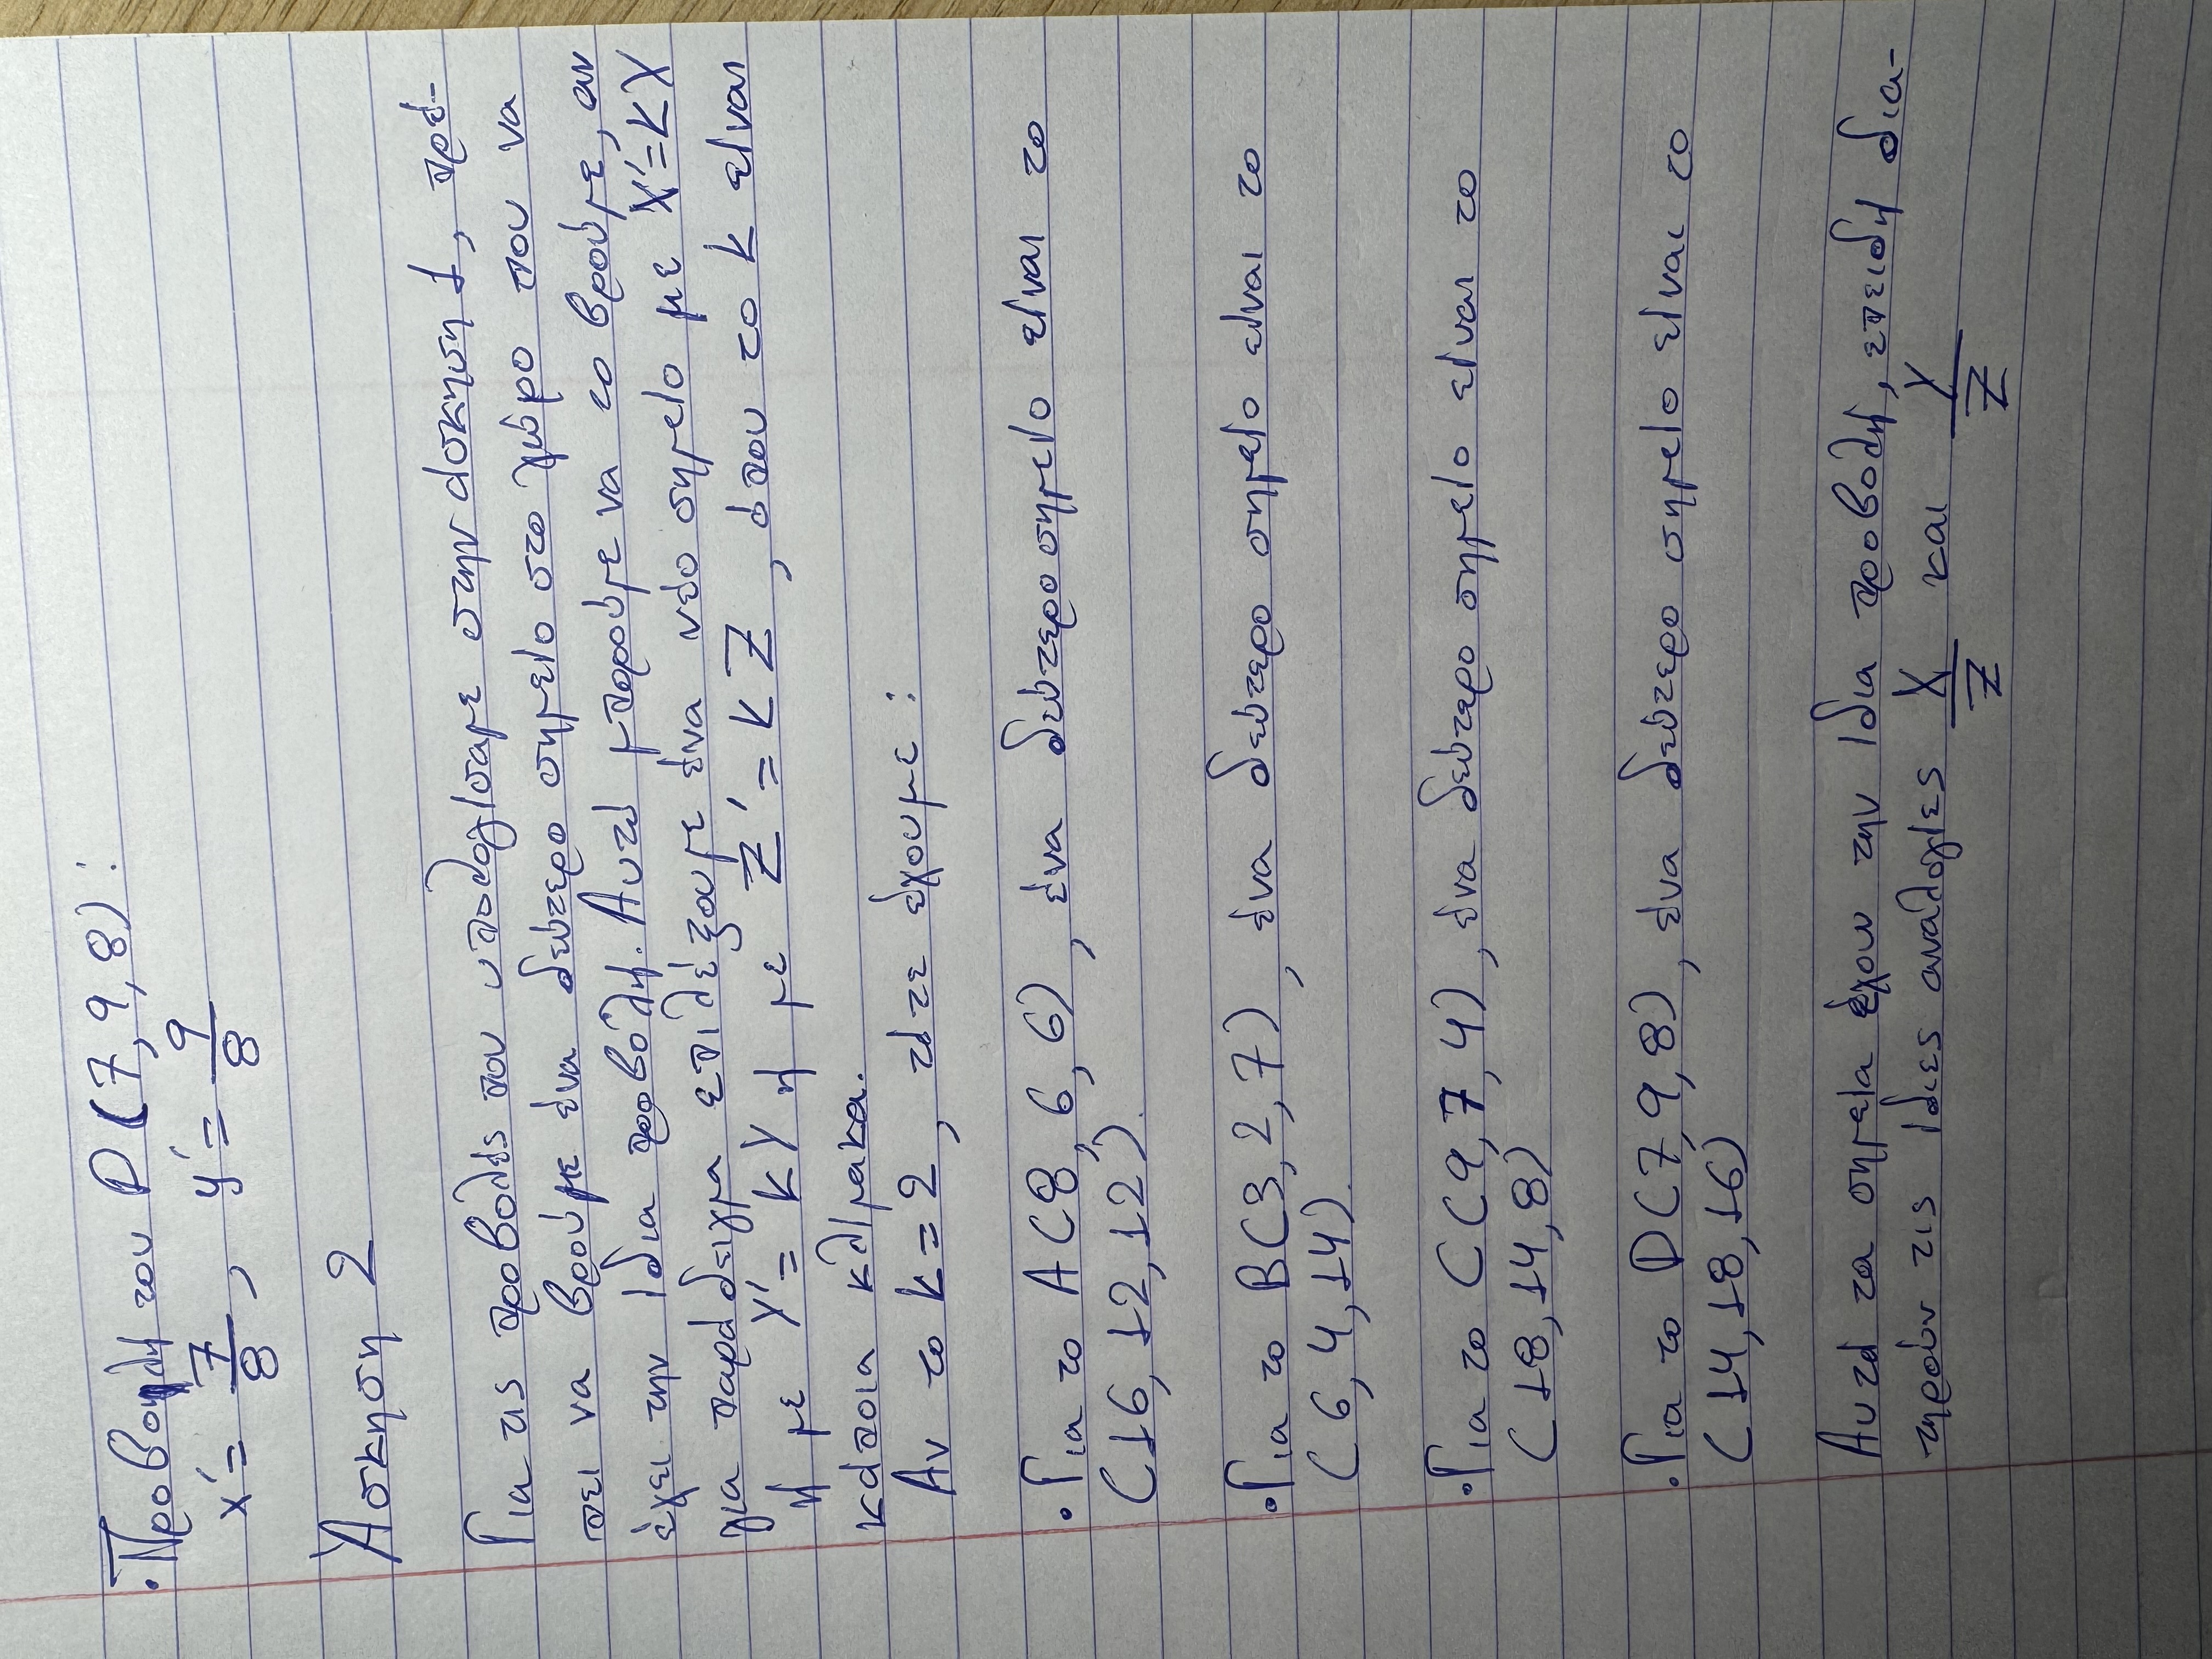 • Προβολή του D(7,9,8):
x' = 7/8, y' = 9/8
Άσκηση 2
Για τις προβολές που υπολογίσαμε στην άσκηση 1, πρέ-
πει να βρούμε ένα δεύτερο σημείο στο χώρο που να
έχει την ίδια προβολή. Αυτό μπορούμε να το βρούμε, αν
για παράδειγμα επιλέξουμε ένα νέο σημείο με X'=KX
ή με Y' = KY ή με Z' = KZ, όπου το k είναι
κάποια κλίμακα.
Αν το k = 2, τότε έχουμε:
• Για το A(8, 6, 6), ένα δεύτερο σημείο είναι το
(16, 12, 12).
• Για το B(3, 2, 7), ένα δεύτερο σημείο είναι το
(6, 4, 14).
• Για το C(9, 7, 4), ένα δεύτερο σημείο είναι το
(18, 14, 8)
• Για το D(7, 9, 8), ένα δεύτερο σημείο είναι το
(14, 18, 16)
Αυτά τα σημεία έχουν την ίδια προβολή, επειδή δια-
τηρούν τις ίδιες αναλογίες X/Z και Y/Z